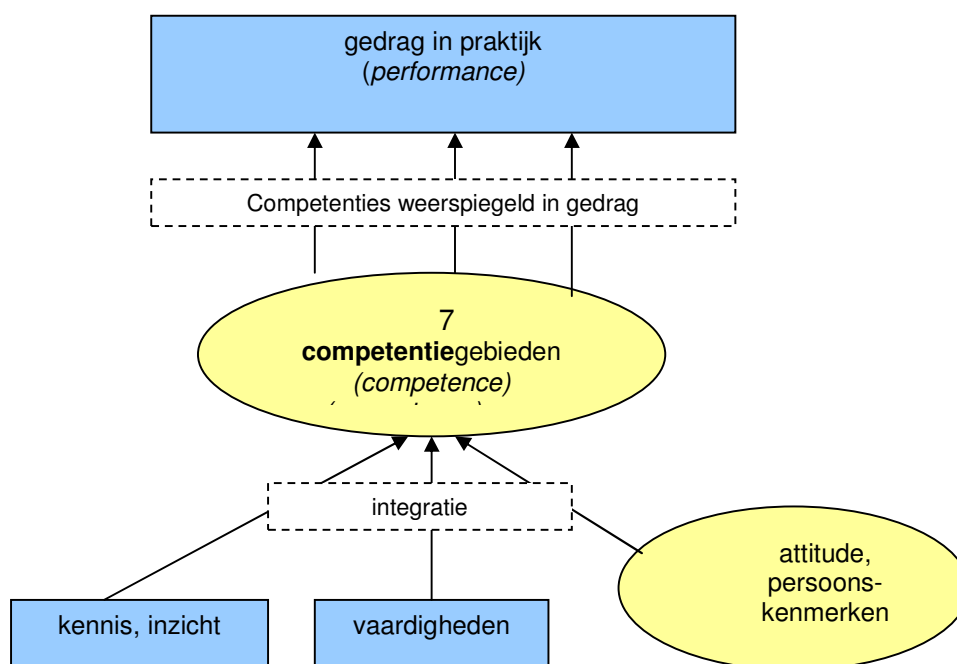 gedrag in praktijk
(performance)
Competenties weerspiegeld in gedrag
7
competentiegebieden
(competence)
integratie
attitude,
persoons-
kenmerken
kennis, inzicht
vaardigheden